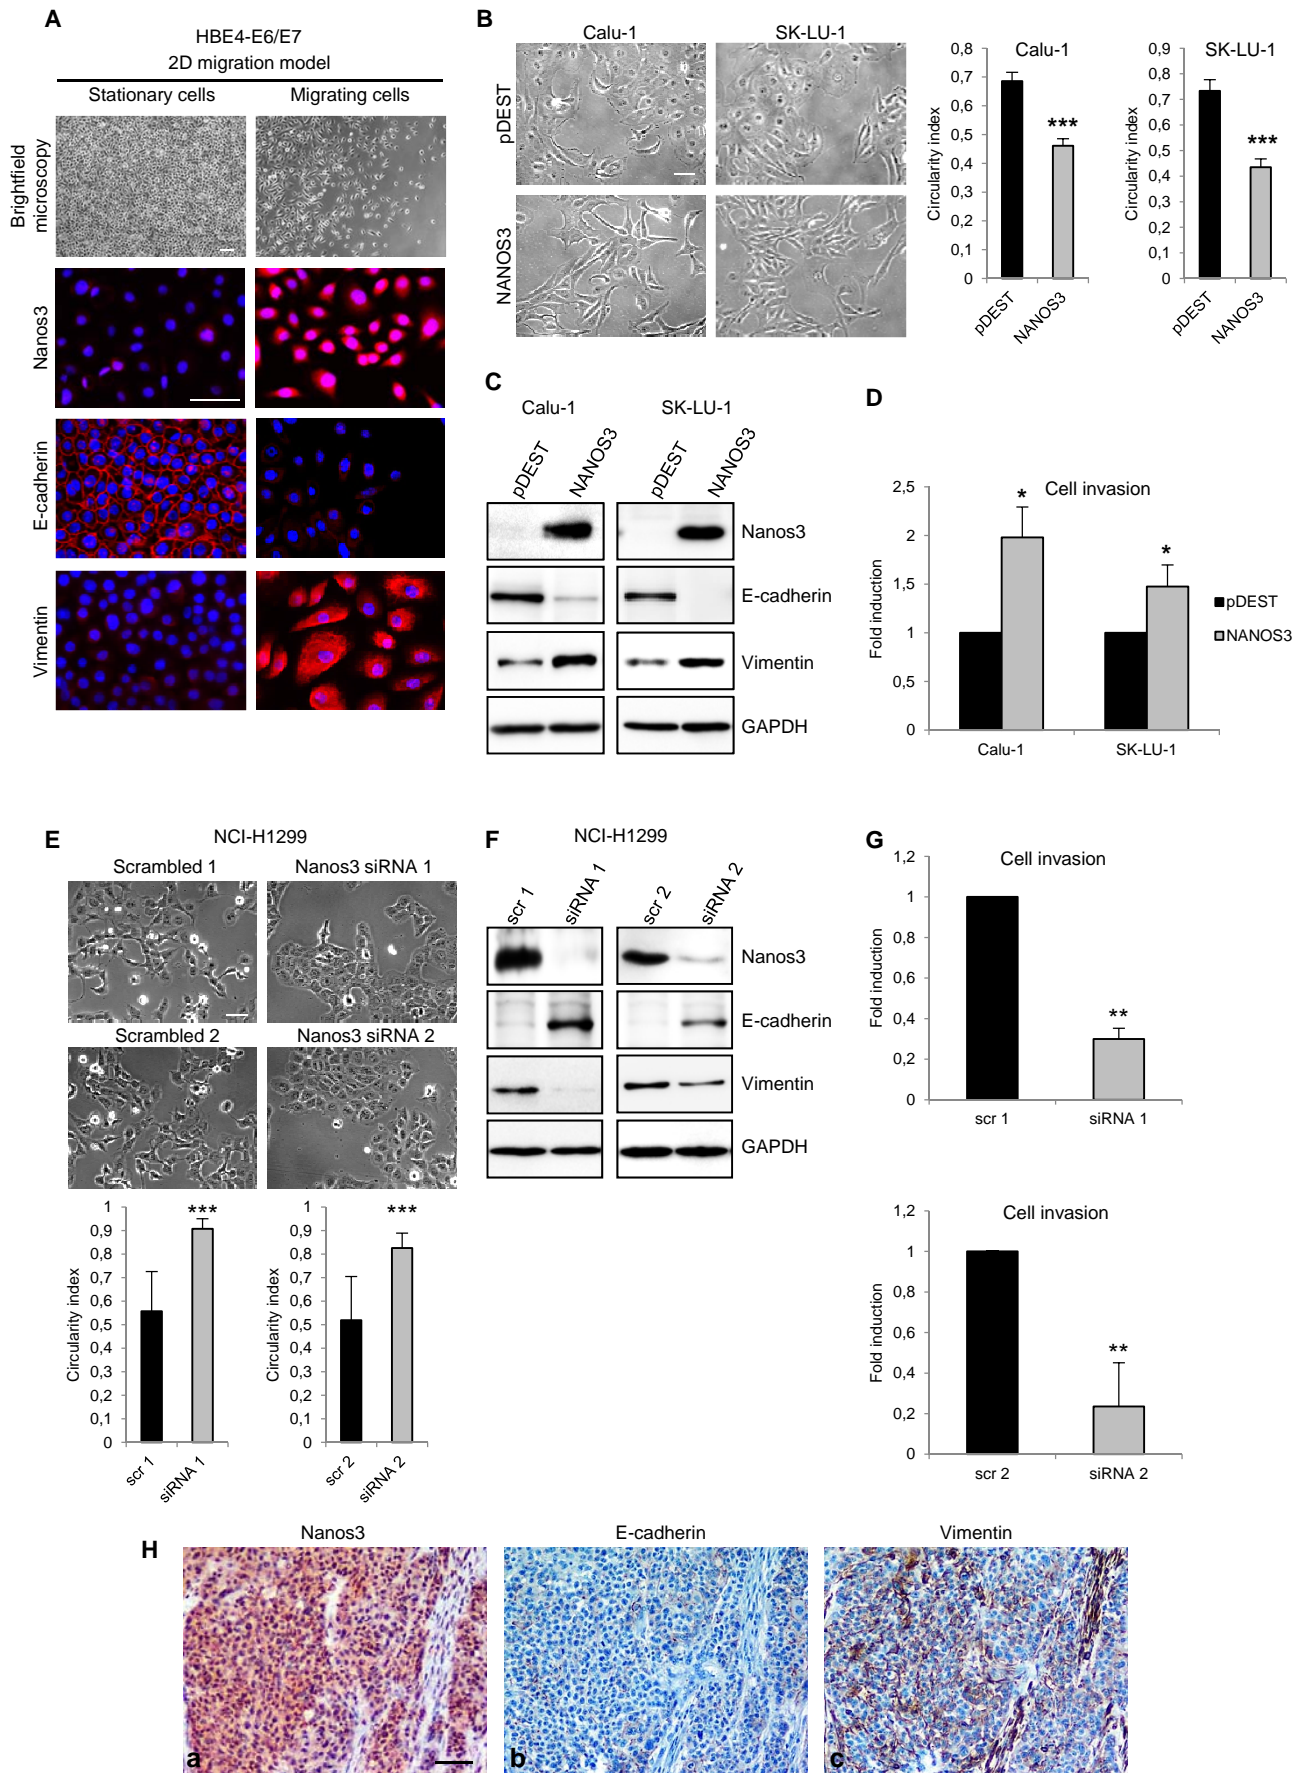 A
HBE4-E6/E7
2D migration model
Stationary cells
Migrating cells
Brightfield
microscopy
Nanos3
E-cadherin
Vimentin
B
Calu-1
SK-LU-1
pDEST
NANOS3
Calu-1
0,8
0,7
0,6
0,5
0,4
0,3
0,2
0,1
0
Circularity index
***
pDEST
NANOS3
SK-LU-1
0,9
0,8
0,7
0,6
0,5
0,4
0,3
0,2
0,1
0
Circularity index
***
pDEST
NANOS3
C
Calu-1
SK-LU-1
pDEST
NANOS3
pDEST
NANOS3
Nanos3
E-cadherin
Vimentin
GAPDH
D
Cell invasion
2,5
2
1,5
1
0,5
0
Fold induction
*
*
Calu-1
SK-LU-1
pDEST
NANOS3
E
NCI-H1299
Scrambled 1
Nanos3 siRNA 1
Scrambled 2
Nanos3 siRNA 2
1
0,9
0,8
0,7
0,6
0,5
0,4
0,3
0,2
0,1
0
Circularity index
***
scr 1
siRNA 1
1
0,9
0,8
0,7
0,6
0,5
0,4
0,3
0,2
0,1
0
Circularity index
***
scr 2
siRNA 2
F
NCI-H1299
scr 1
siRNA 1
scr 2
siRNA 2
Nanos3
E-cadherin
Vimentin
GAPDH
G
Cell invasion
1,2
1
0,8
0,6
0,4
0,2
0
Fold induction
**
scr 1
siRNA 1
Cell invasion
1,2
1
0,8
0,6
0,4
0,2
0
Fold induction
**
scr 2
siRNA 2
H
Nanos3
E-cadherin
Vimentin
a
b
c